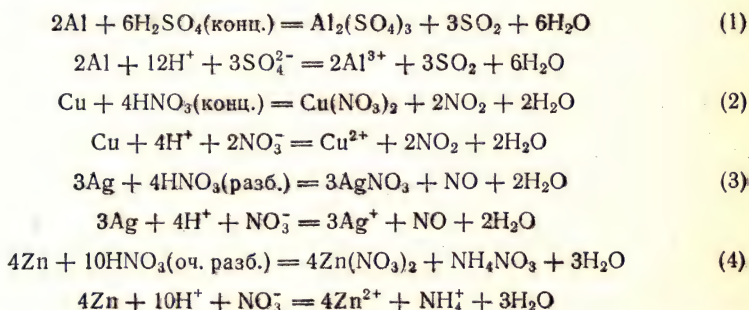 2Al + 6H₂SO₄(конц.) = Al₂(SO₄)₃ + 3SO₂ + 6H₂O (1)
2Al + 12H⁺ + 3SO₄²⁻ = 2Al³⁺ + 3SO₂ + 6H₂O
Cu + 4HNO₃(конц.) = Cu(NO₃)₂ + 2NO₂ + 2H₂O (2)
Cu + 4H⁺ + 2NO₃⁻ = Cu²⁺ + 2NO₂ + 2H₂O
3Ag + 4HNO₃(разб.) = 3AgNO₃ + NO + 2H₂O (3)
3Ag + 4H⁺ + NO₃⁻ = 3Ag⁺ + NO + 2H₂O
4Zn + 10HNO₃(оч. разб.) = 4Zn(NO₃)₂ + NH₄NO₃ + 3H₂O (4)
4Zn + 10H⁺ + NO₃⁻ = 4Zn²⁺ + NH₄⁺ + 3H₂O